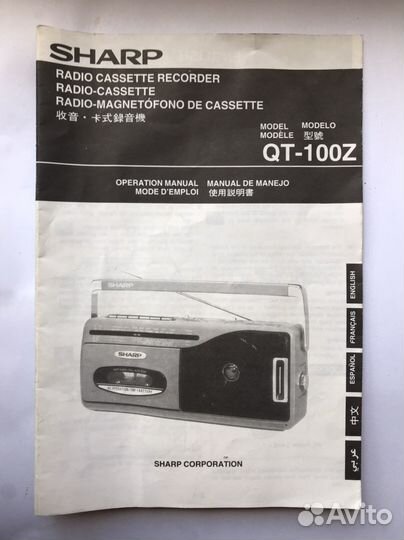 SHARP
RADIO CASSETTE RECORDER
RADIO-CASSETTE
RADIO-MAGNETÓFONO DE CASSETTE
收音・卡式錄音機
MODEL MODELO
MODÈLE 型號
QT-100Z
OPERATION MANUAL MANUAL DE MANEJO
MODE D'EMPLOI 使用説明書
SHARP
SHARP
ENGLISH
FRANÇAIS
ESPAÑOL
中文
عربي
SHARP CORPORATION
Avito